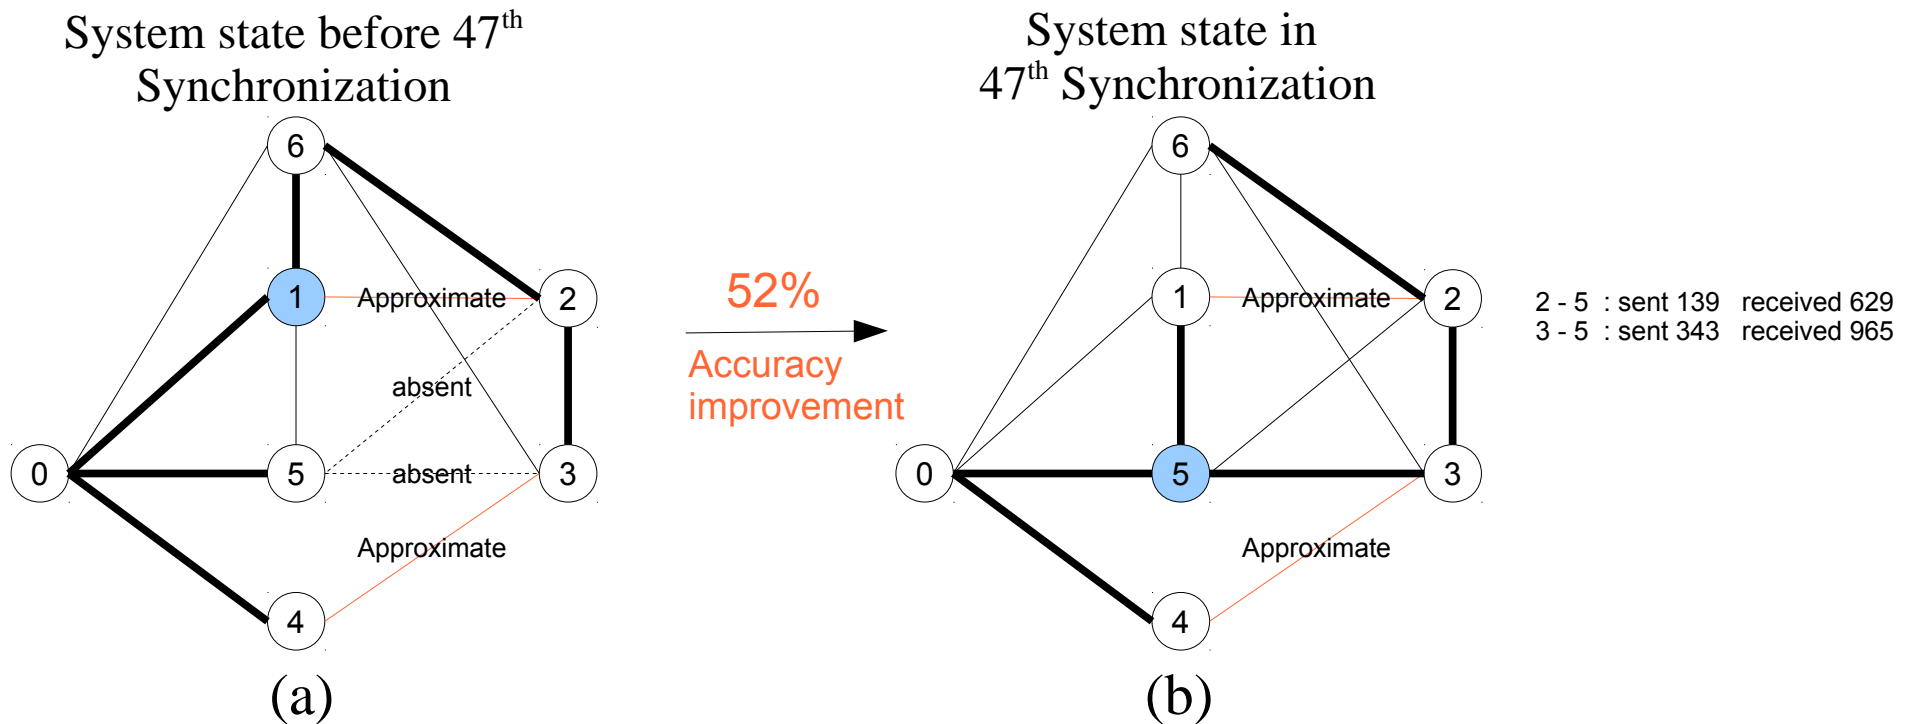 System state before 47th
Synchronization
6
1
Approximate
2
absent
0
5
absent
3
Approximate
4
(a)
52%
Accuracy
improvement
System state in
47th Synchronization
6
1
Approximate
2
0
5
3
Approximate
4
(b)
2 - 5 : sent 139 received 629
3 - 5 : sent 343 received 965